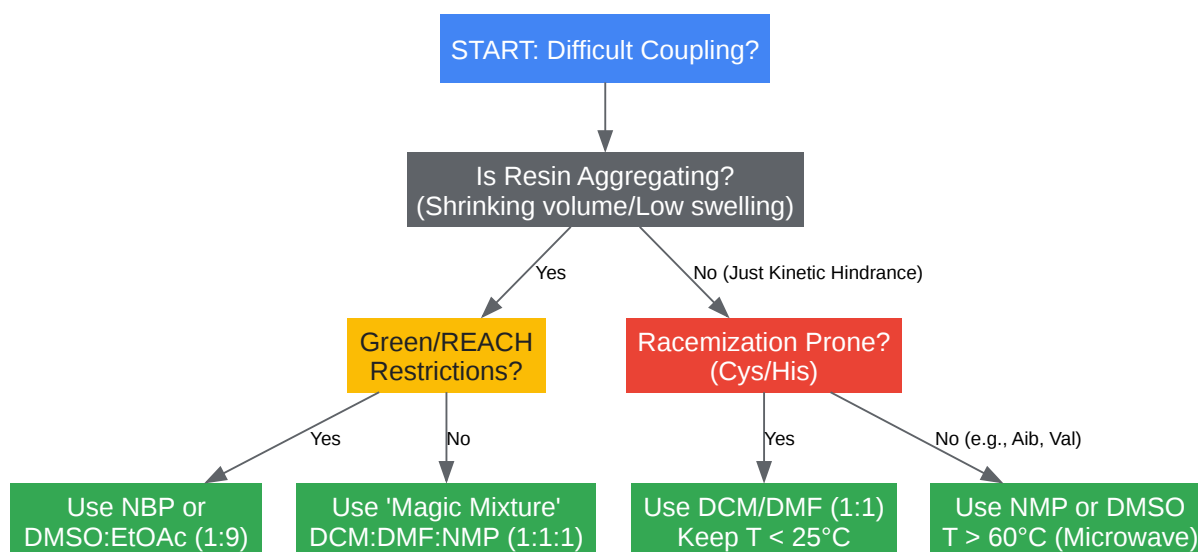 START: Difficult Coupling?
Is Resin Aggregating?
(Shrinking volume/Low swelling)
Yes
No (Just Kinetic Hindrance)
Green/REACH
Restrictions?
Racemization Prone?
(Cys/His)
Yes
No
Yes
No (e.g., Aib, Val)
Use NBP or
DMSO:EtOAc (1:9)
Use 'Magic Mixture'
DCM:DMF:NMP (1:1:1)
Use DCM/DMF (1:1)
Keep T < 25°C
Use NMP or DMSO
T > 60°C (Microwave)